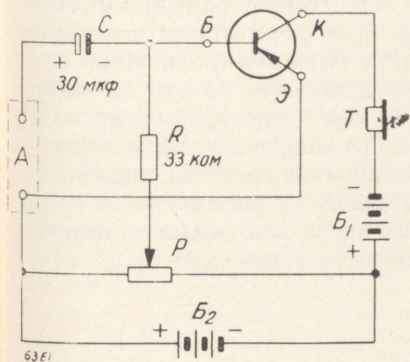 C
Б
К
+ -
30 мкф
Э
А
R
33 ком
Т
-
Б1
+
Р
Б2
+ -
63E1